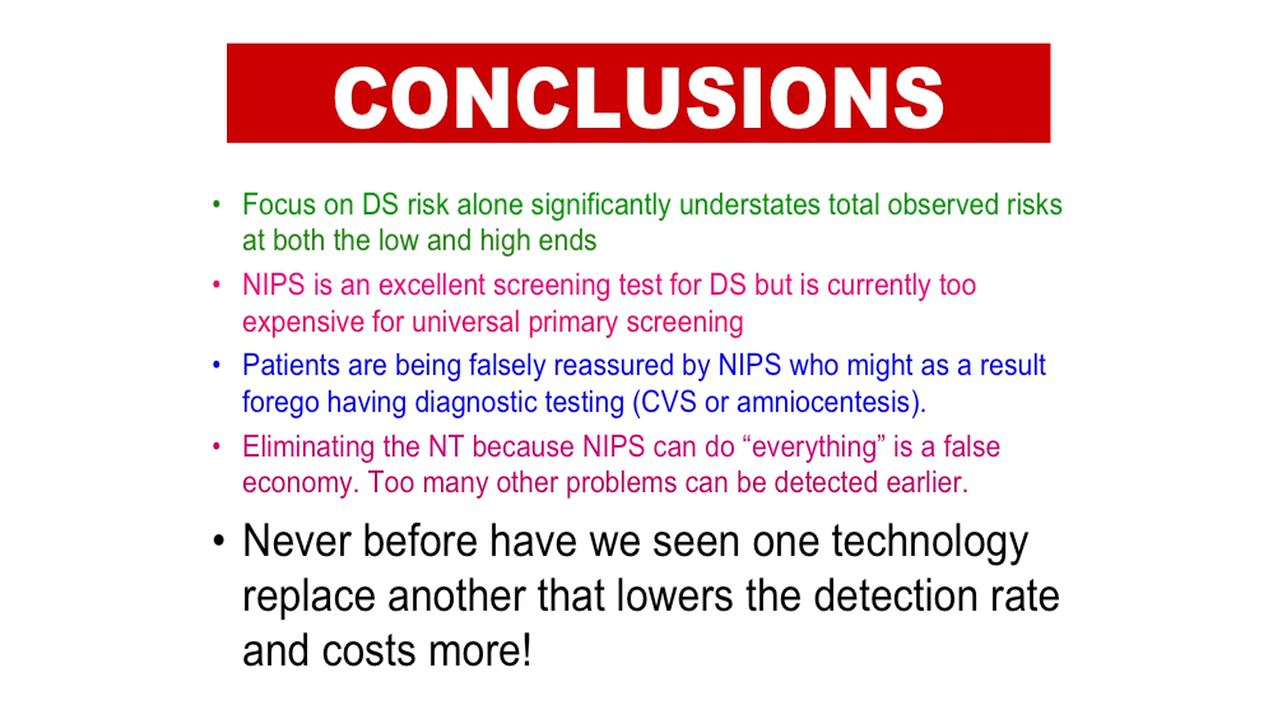 CONCLUSIONS
• Focus on DS risk alone significantly understates total observed risks
at both the low and high ends
• NIPS is an excellent screening test for DS but is currently too
expensive for universal primary screening
• Patients are being falsely reassured by NIPS who might as a result
forego having diagnostic testing (CVS or amniocentesis).
• Eliminating the NT because NIPS can do “everything” is a false
economy. Too many other problems can be detected earlier.
• Never before have we seen one technology
replace another that lowers the detection rate
and costs more!